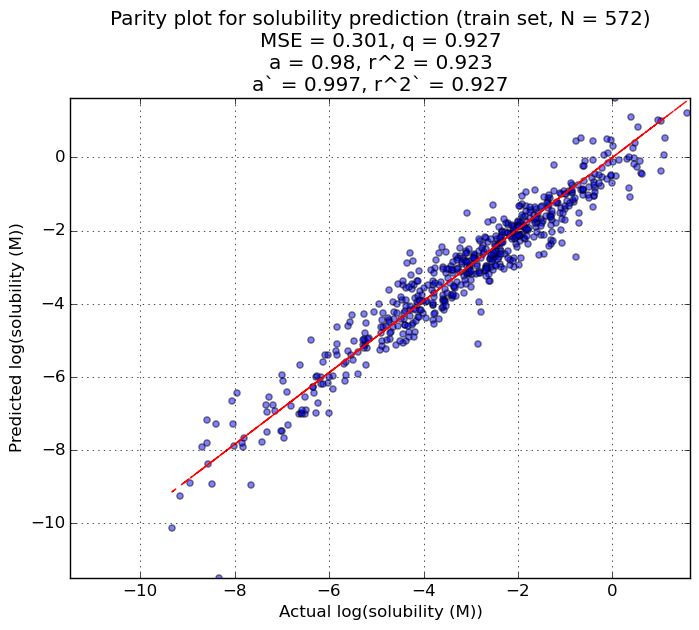 Parity plot for solubility prediction (train set, N = 572)
MSE = 0.301, q = 0.927
a = 0.98, r^2 = 0.923
a` = 0.997, r^2` = 0.927
0
−2
−4
−6
−8
−10
Predicted log(solubility (M))
−10 −8 −6 −4 −2 0
Actual log(solubility (M))